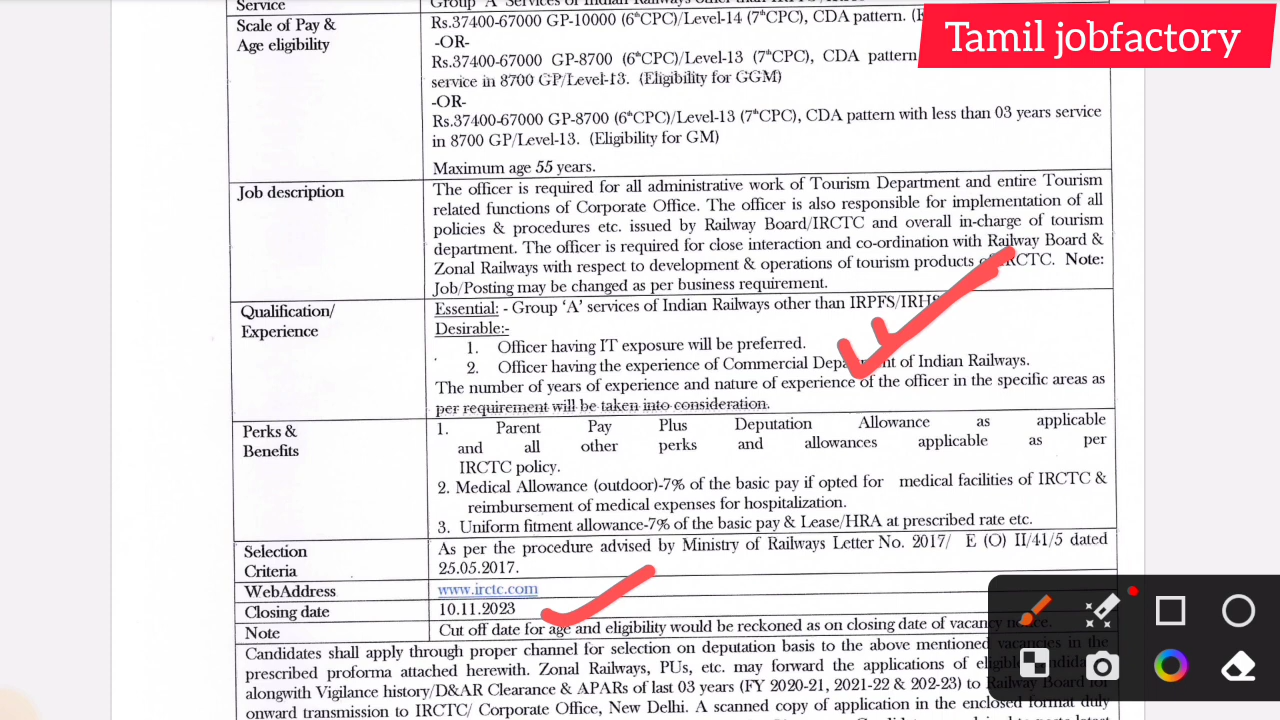 Service
Scale of Pay & Rs.37400-67000 GP-10000 (6thCPC)/Level-14 (7thCPC), CDA pattern.
Age eligibility -OR-
Rs.37400-67000 GP-8700 (6thCPC)/Level-13 (7thCPC), CDA pattern
service in 8700 GP/Level-13. (Eligibility for GGM)
-OR-
Rs.37400-67000 GP-8700 (6thCPC)/Level-13 (7thCPC), CDA pattern with less than 03 years service
in 8700 GP/Level-13. (Eligibility for GM)
Maximum age 55 years.
Job description The officer is required for all administrative work of Tourism Department and entire Tourism
related functions of Corporate Office. The officer is also responsible for implementation of all
policies & procedures etc. issued by Railway Board/IRCTC and overall in-charge of tourism
department. The officer is required for close interaction and co-ordination with Railway Board &
Zonal Railways with respect to development & operations of tourism products of IRCTC. Note:
Job/Posting may be changed as per business requirement.
Qualification/ Essential: - Group 'A' services of Indian Railways other than IRPFS/IRHS
Experience Desirable:-
1. Officer having IT exposure will be preferred.
2. Officer having the experience of Commercial Department of Indian Railways.
The number of years of experience and nature of experience of the officer in the specific areas as
per requirement will be taken into consideration.
Perks & 1. Parent Pay Plus Deputation Allowance as applicable
Benefits and all other perks and allowances applicable as per
IRCTC policy.
2. Medical Allowance (outdoor)-7% of the basic pay if opted for medical facilities of IRCTC &
reimbursement of medical expenses for hospitalization.
3. Uniform fitment allowance-7% of the basic pay & Lease/HRA at prescribed rate etc.
Selection As per the procedure advised by Ministry of Railways Letter No. 2017/ E (O) II/41/5 dated
Criteria 25.05.2017.
WebAddress www.irctc.com
Closing date 10.11.2023
Note Cut off date for age and eligibility would be reckoned as on closing date of vacancy notice.
Candidates shall apply through proper channel for selection on deputation basis to the above mentioned vacancies in the
prescribed proforma attached herewith. Zonal Railways, PUs, etc. may forward the applications of eligible candidates
alongwith Vigilance history/D&AR Clearance & APARs of last 03 years (FY 2020-21, 2021-22 & 202-23) to Railway Board for
onward transmission to IRCTC/ Corporate Office, New Delhi. A scanned copy of application in the enclosed format duly
Tamil jobfactory